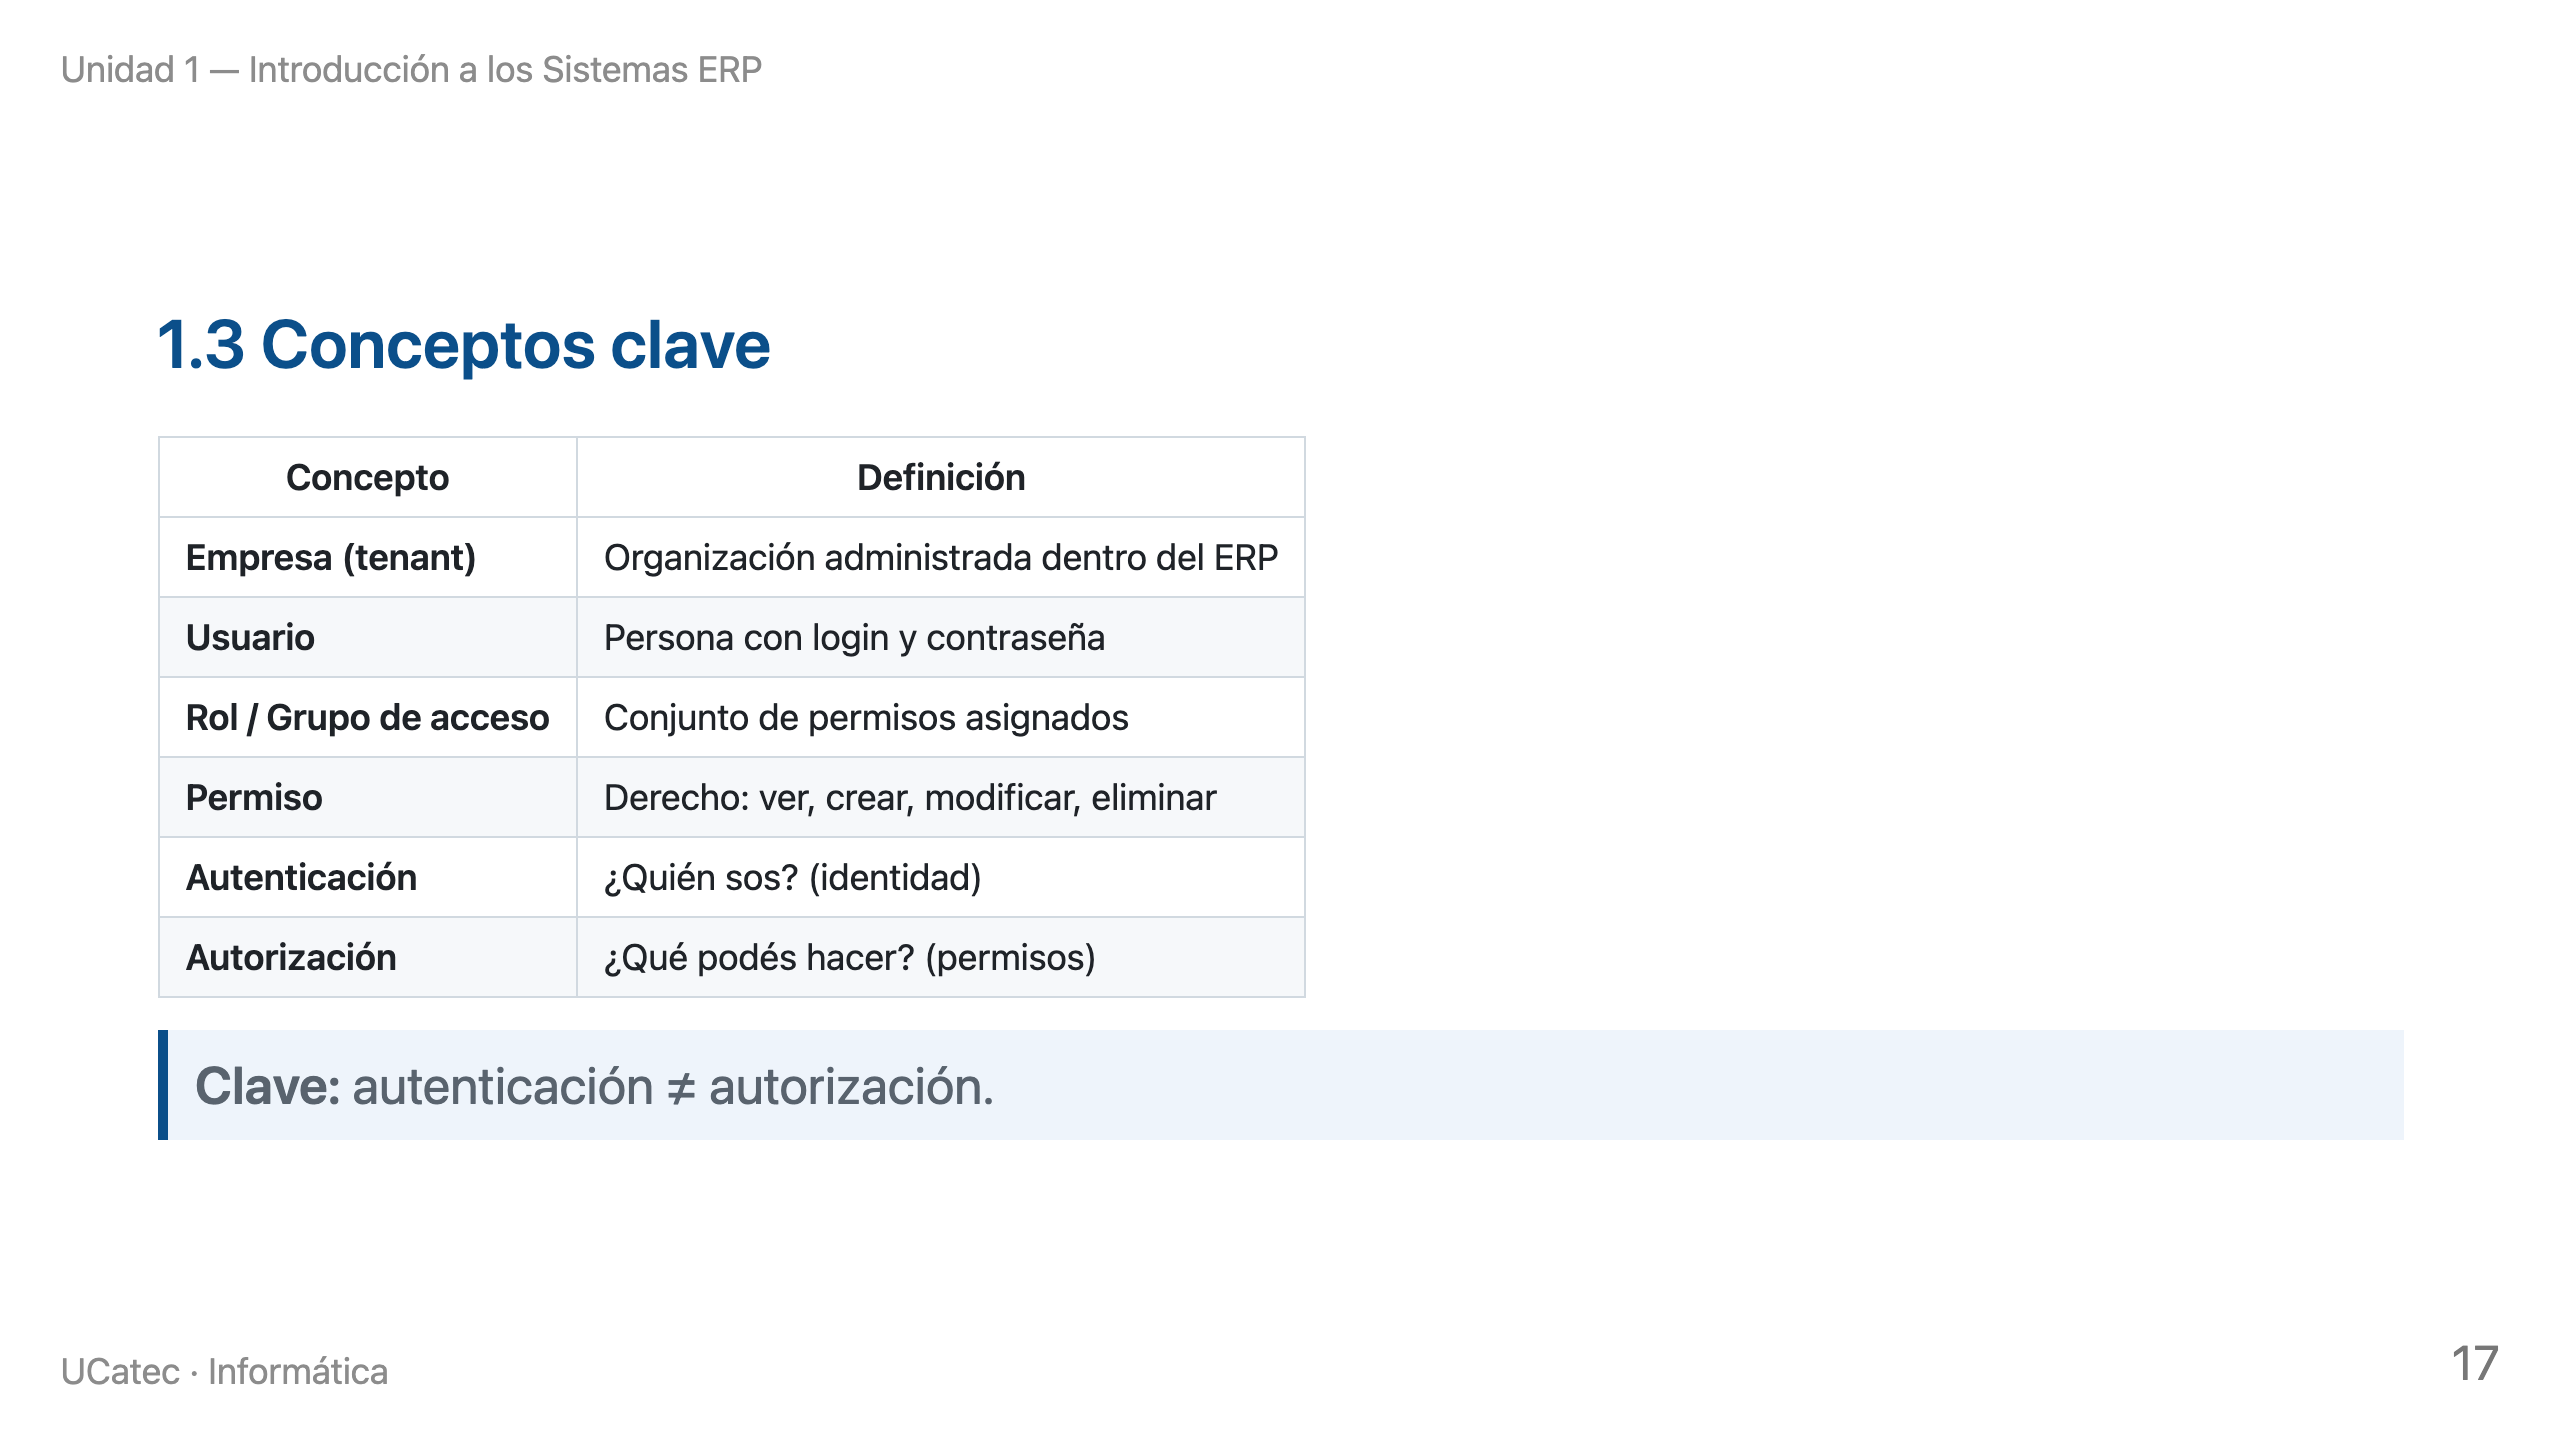 Unidad 1 — Introducción a los Sistemas ERP
1.3 Conceptos clave
Concepto Definición
Empresa (tenant) Organización administrada dentro del ERP
Usuario Persona con login y contraseña
Rol / Grupo de acceso Conjunto de permisos asignados
Permiso Derecho: ver, crear, modificar, eliminar
Autenticación ¿Quién sos? (identidad)
Autorización ¿Qué podés hacer? (permisos)
Clave: autenticación ≠ autorización.
UCatec · Informática
17